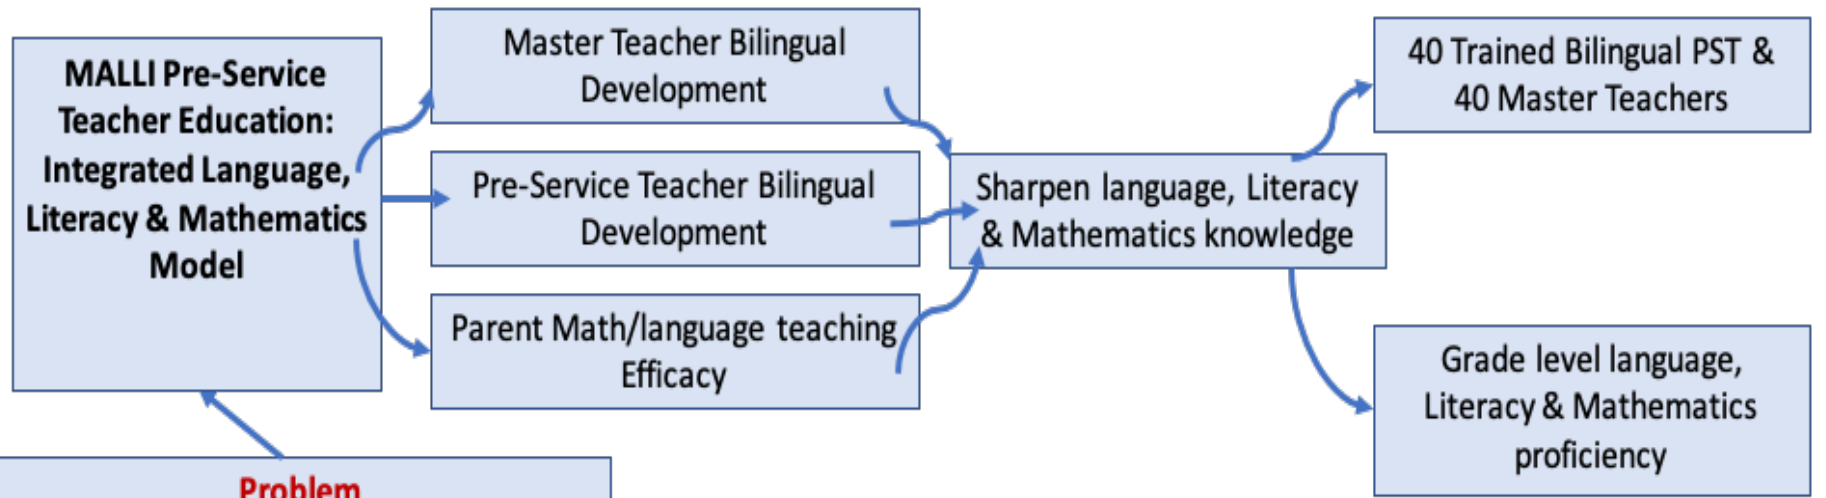 MALLI Pre-Service
Teacher Education:
Integrated Language,
Literacy & Mathematics
Model
Master Teacher Bilingual
Development
Pre-Service Teacher Bilingual
Development
Parent Math/language teaching
Efficacy
Sharpen language, Literacy
& Mathematics knowledge
40 Trained Bilingual PST &
40 Master Teachers
Grade level language,
Literacy & Mathematics
proficiency
Problem